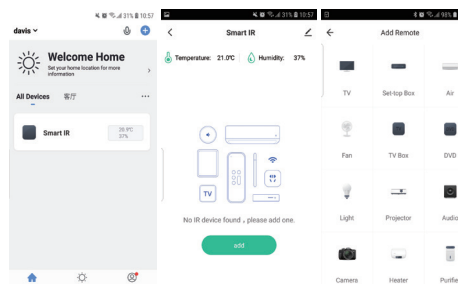 31% 10:57
davis
Welcome Home
Set your home location for more
information
All Devices 客厅
Smart IR
20.9℃
37%
31% 10:57
Smart IR
Temperature: 21.0℃ Humidity: 37%
TV
No IR device found , please add one.
add
98%
Add Remote
TV Set-top Box Air
Fan TV Box DVD
Light Projector Audio
Camera Heater Purifie